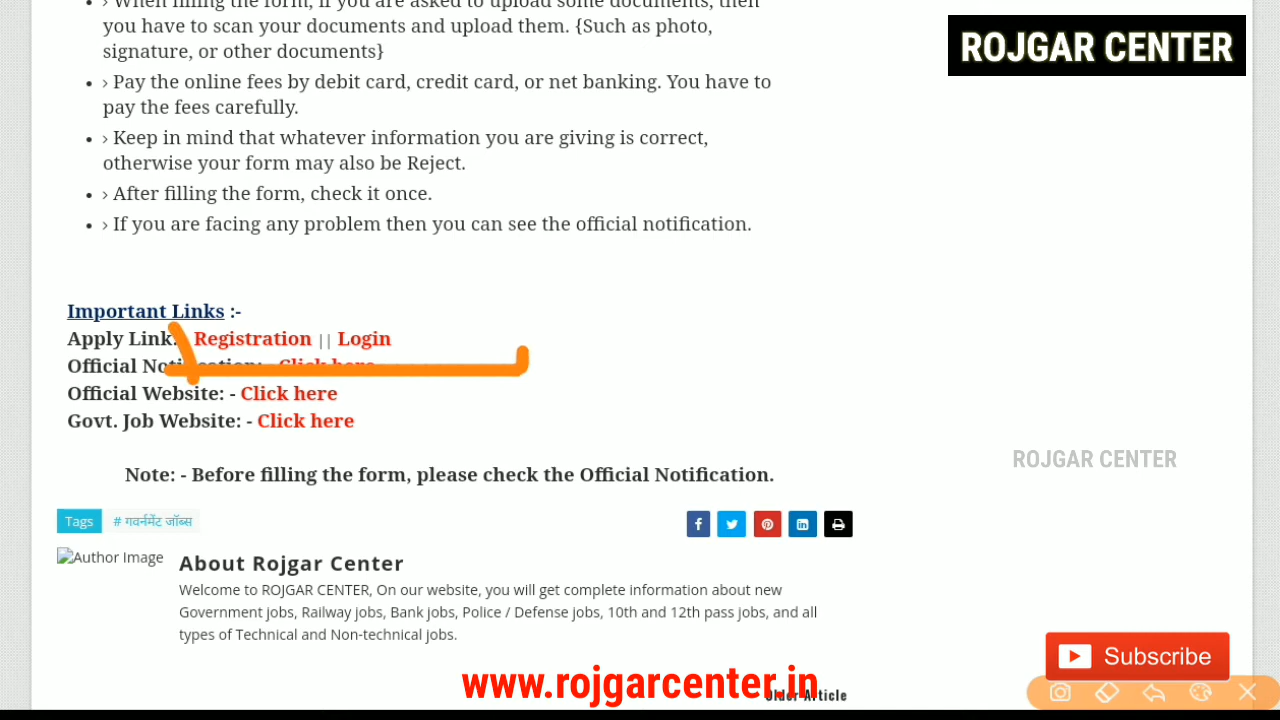 › When filling the form, if you are asked to upload some documents, then
you have to scan your documents and upload them. {Such as photo,
signature, or other documents}
› Pay the online fees by debit card, credit card, or net banking. You have to
pay the fees carefully.
› Keep in mind that whatever information you are giving is correct,
otherwise your form may also be Reject.
› After filling the form, check it once.
› If you are facing any problem then you can see the official notification.
ROJGAR CENTER
Important Links :-
Apply Link: Registration || Login
Official Notification: - Click here
Official Website: - Click here
Govt. Job Website: - Click here
ROJGAR CENTER
Note: - Before filling the form, please check the Official Notification.
Tags # गवर्नमेंट जॉब्स
Author Image
About Rojgar Center
Welcome to ROJGAR CENTER, On our website, you will get complete information about new
Government jobs, Railway jobs, Bank jobs, Police / Defense jobs, 10th and 12th pass jobs, and all
types of Technical and Non-technical jobs.
Subscribe
www.rojgarcenter.in
Older Article